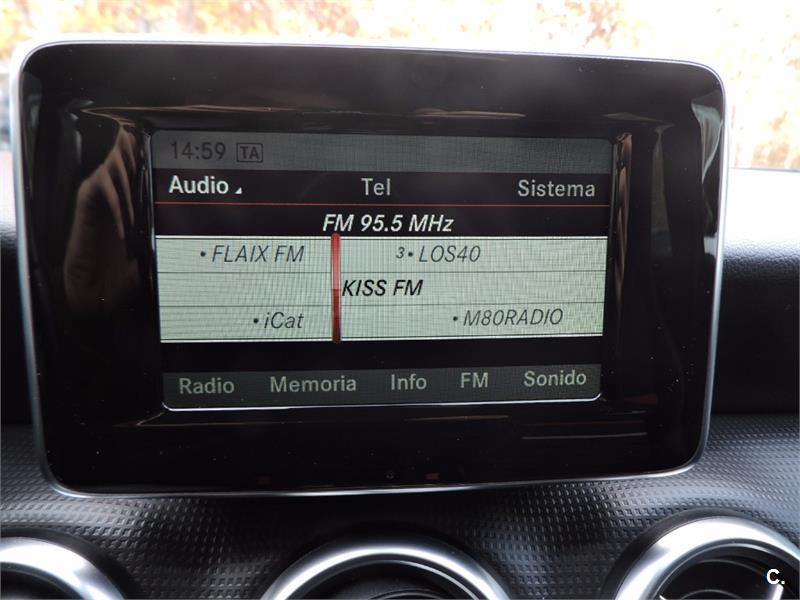 14:59 TA
Audio Tel Sistema
FM 95.5 MHz
•FLAIX FM 3•LOS40
KISS FM
•iCat •M80RADIO
Radio Memoria Info FM Sonido
C.